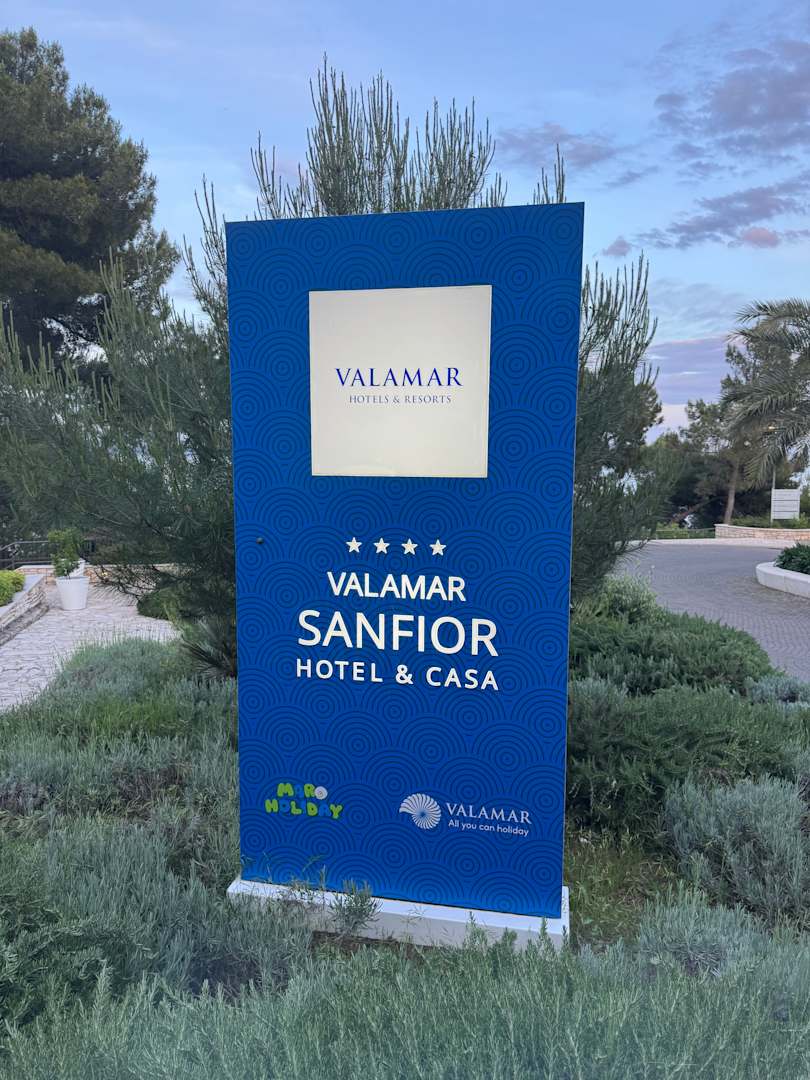 VALAMAR
HOTELS & RESORTS
VALAMAR
SANFIOR
HOTEL & CASA
MARO
HOLIDAY
VALAMAR
All you can holiday